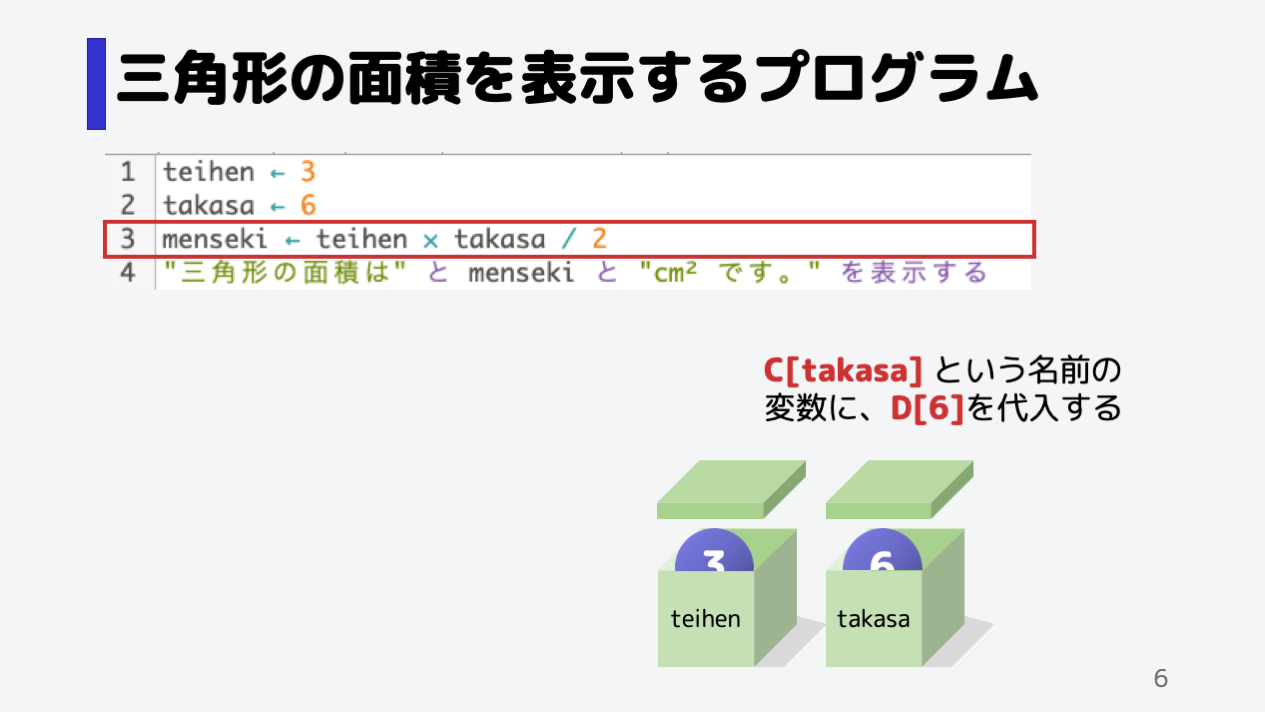 三角形の面積を表示するプログラム
1 teihen ← 3
2 takasa ← 6
3 menseki ← teihen × takasa / 2
4 "三角形の面積は" と menseki と "cm² です。" を表示する
C[takasa] という名前の
変数に、D[6]を代入する
3 6
teihen takasa
6